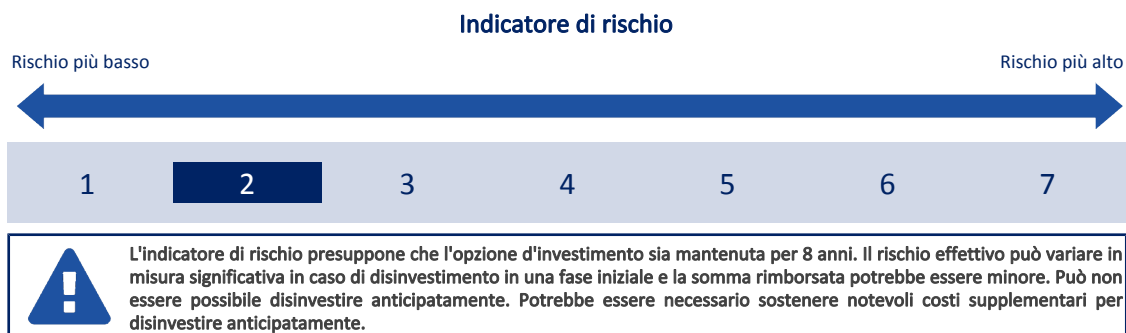 Indicatore di rischio
Rischio più basso Rischio più alto
1 2 3 4 5 6 7
L'indicatore di rischio presuppone che l'opzione d'investimento sia mantenuta per 8 anni. Il rischio effettivo può variare in
misura significativa in caso di disinvestimento in una fase iniziale e la somma rimborsata potrebbe essere minore. Può non
essere possibile disinvestire anticipatamente. Potrebbe essere necessario sostenere notevoli costi supplementari per
disinvestire anticipatamente.